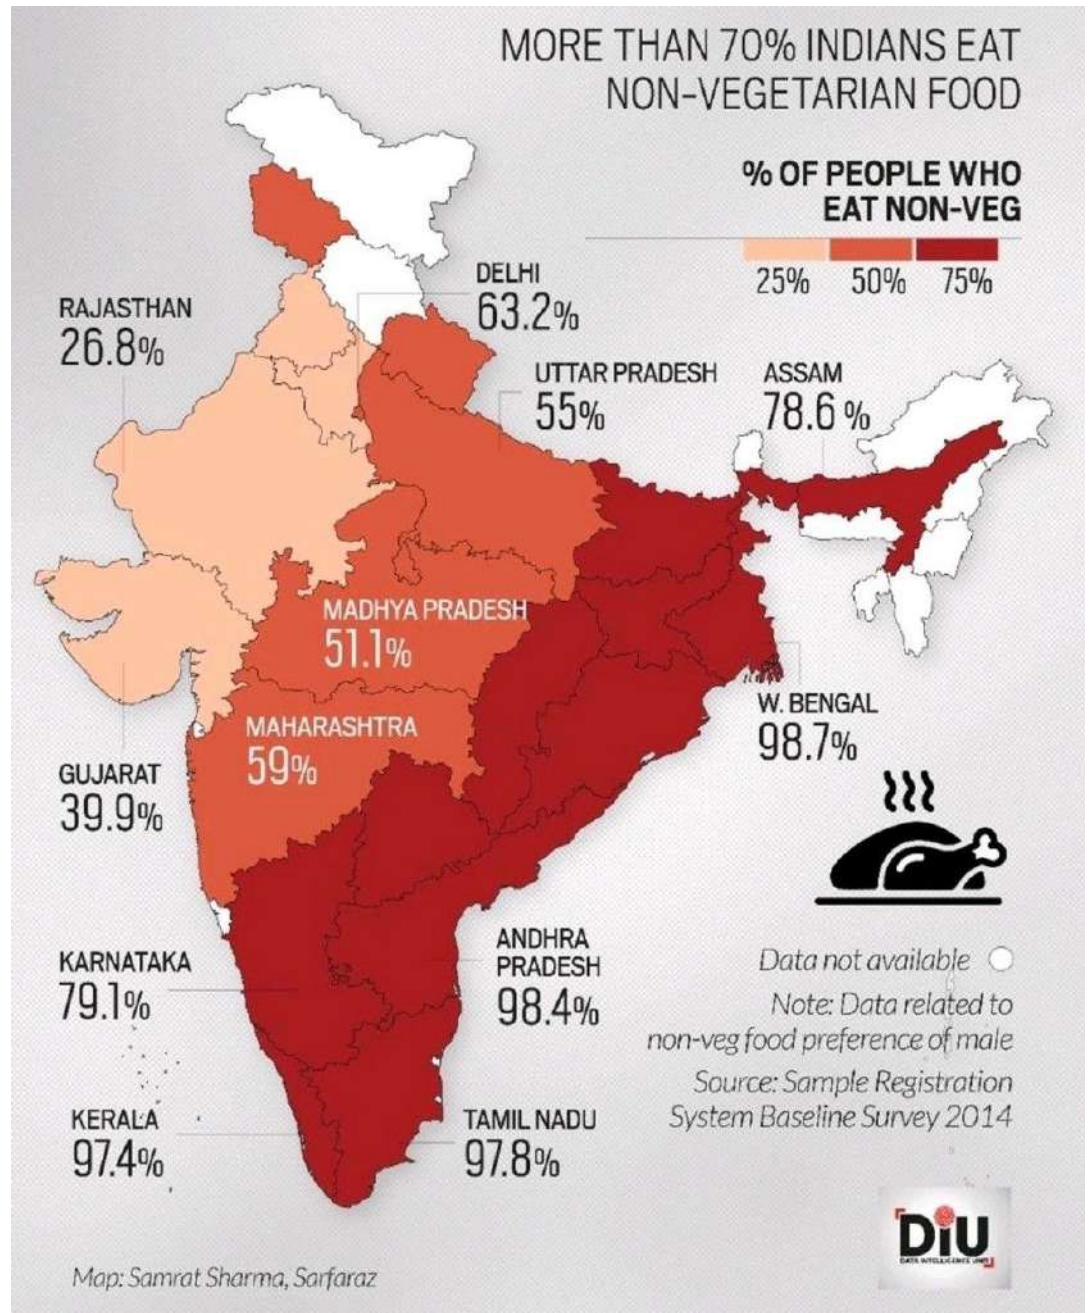 MORE THAN 70% INDIANS EAT
NON-VEGETARIAN FOOD
% OF PEOPLE WHO
EAT NON-VEG
25% 50% 75%
DELHI
63.2%
RAJASTHAN
26.8%
UTTAR PRADESH
55%
ASSAM
78.6 %
MADHYA PRADESH
51.1%
MAHARASHTRA
59%
W. BENGAL
98.7%
GUJARAT
39.9%
KARNATAKA
79.1%
ANDHRA
PRADESH
98.4%
KERALA
97.4%
TAMIL NADU
97.8%
Data not available
Note: Data related to
non-veg food preference of male
Source: Sample Registration
System Baseline Survey 2014
DiU
DATA INTELLIGENCE UNIT
Map: Samrat Sharma, Sarfaraz